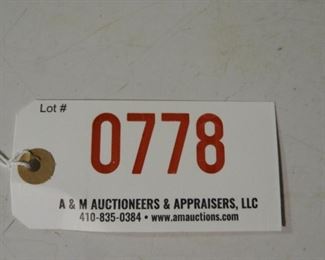 Lot #
0778
A & M AUCTIONEERS & APPRAISERS, LLC
410-835-0384 • www.amauctions.com